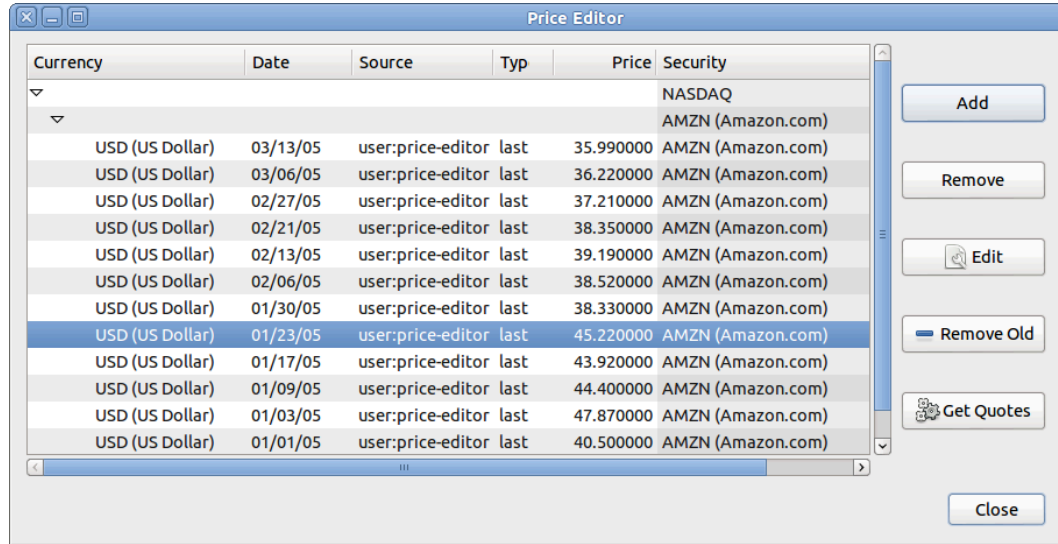 Price Editor
Currency Date Source Typ Price Security
NASDAQ
AMZN (Amazon.com)
USD (US Dollar) 03/13/05 user:price-editor last 35.990000 AMZN (Amazon.com)
USD (US Dollar) 03/06/05 user:price-editor last 36.220000 AMZN (Amazon.com)
USD (US Dollar) 02/27/05 user:price-editor last 37.210000 AMZN (Amazon.com)
USD (US Dollar) 02/21/05 user:price-editor last 38.350000 AMZN (Amazon.com)
USD (US Dollar) 02/13/05 user:price-editor last 39.190000 AMZN (Amazon.com)
USD (US Dollar) 02/06/05 user:price-editor last 38.520000 AMZN (Amazon.com)
USD (US Dollar) 01/30/05 user:price-editor last 38.330000 AMZN (Amazon.com)
USD (US Dollar) 01/23/05 user:price-editor last 45.220000 AMZN (Amazon.com)
USD (US Dollar) 01/17/05 user:price-editor last 43.920000 AMZN (Amazon.com)
USD (US Dollar) 01/09/05 user:price-editor last 44.400000 AMZN (Amazon.com)
USD (US Dollar) 01/03/05 user:price-editor last 47.870000 AMZN (Amazon.com)
USD (US Dollar) 01/01/05 user:price-editor last 40.500000 AMZN (Amazon.com)
Add
Remove
Edit
Remove Old
Get Quotes
Close